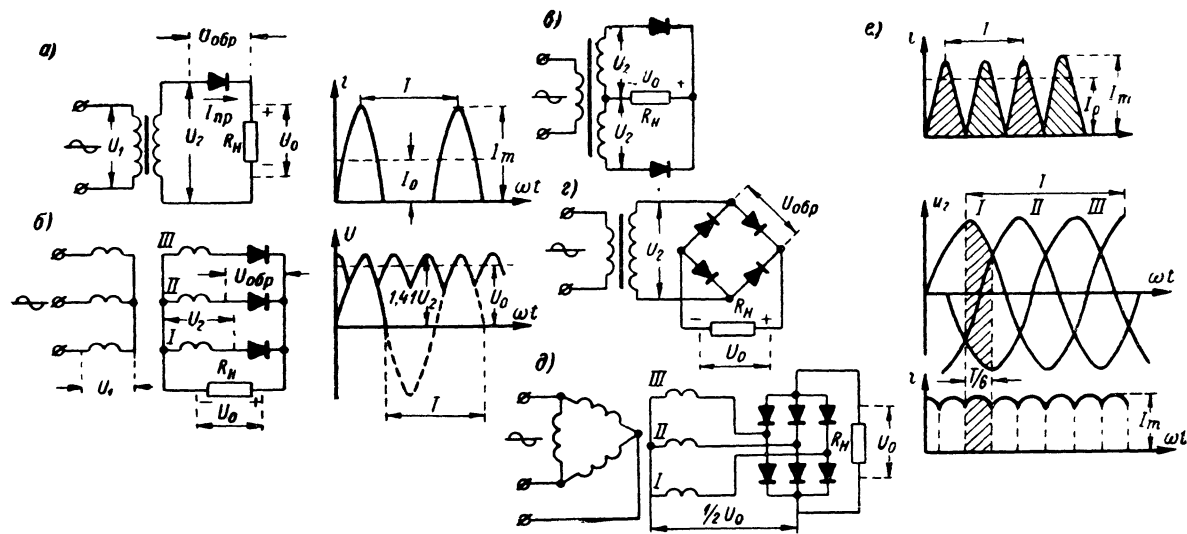 а)
Uобр
Iпр
U₁
U₂
Rн
+
−
U₀
i
T
Iₘ
I₀
ωt
б)
III
II
I
Uобр
U₂
Rн
−
+
U₀
U₁
U
1,41U₂
U₀
ωt
T
в)
U₂
U₂
−
U₀
+
Rн
г)
U₂
Uобр
Rн
−
+
U₀
д)
III
II
I
1/2 U₀
Rн
U₀
е)
i
T
I₀
Iₘ
u₂
T
I
II
III
ωt
T/6
i
Iₘ
ωt